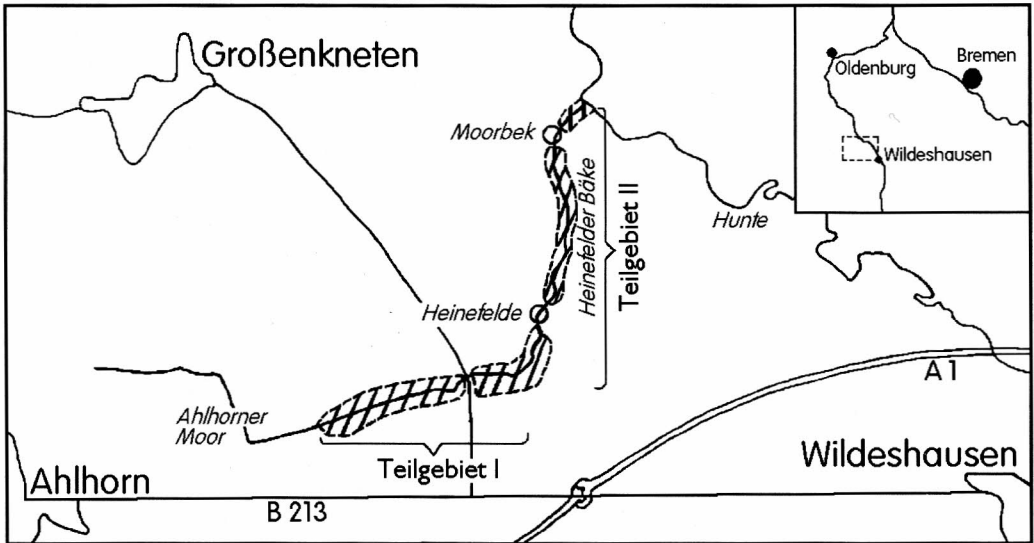 Großenkneten
Moorbek
Heinefelder Bäke
Teilgebiet II
Hunte
Heinefelde
Ahlhorner
Moor
Teilgebiet I
Ahlhorn
B 213
A 1
Wildeshausen
Oldenburg
Bremen
Wildeshausen